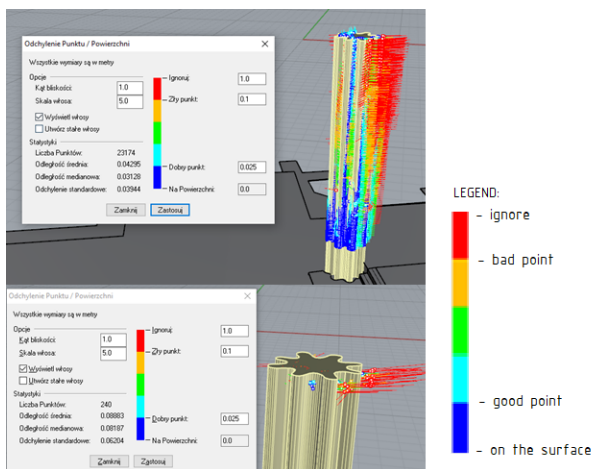 Odchylenie Punktu / Powierzchni
Wszystkie wymiary są w metry
Opcje
Kąt bliskości: 1.0
Skala włosa: 5.0
Wyświetl włosy
Utwórz stałe włosy
Statystyki
Liczba Punktów: 23174
Odległość średnia: 0.04295
Odległość medianowa: 0.03128
Odchylenie standardowe: 0.03944
Ignoruj: 1.0
Zły punkt: 0.1
Doby punkt: 0.025
Na Powierzchni: 0.0
Zamknij Zastosuj
Odchylenie Punktu / Powierzchni
Wszystkie wymiary są w metry
Opcje
Kąt bliskości: 1.0
Skala włosa: 5.0
Wyświetl włosy
Utwórz stałe włosy
Statystyki
Liczba Punktów: 240
Odległość średnia: 0.08883
Odległość medianowa: 0.08187
Odchylenie standardowe: 0.06204
Ignoruj: 1.0
Zły punkt: 0.1
Doby punkt: 0.025
Na Powierzchni: 0.0
Zamknij Zastosuj
LEGEND:
- ignore
- bad point
- good point
- on the surface